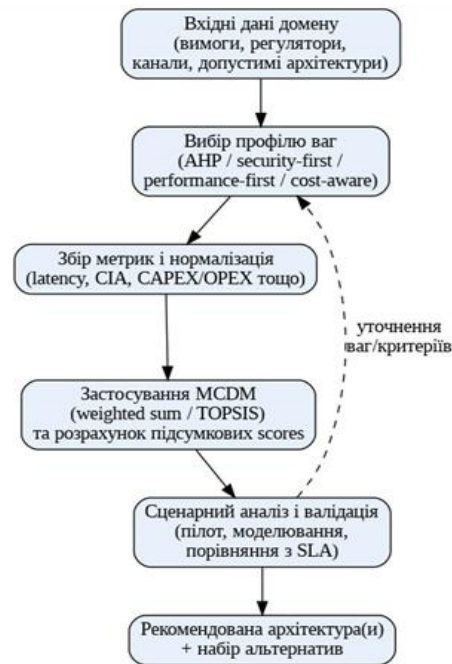 Вхідні дані домену
(вимоги, регулятори,
канали, допустимі архітектури)
Вибір профілю ваг
(AHP / security-first /
performance-first / cost-aware)
Збір метрик і нормалізація
(latency, CIA, CAPEX/OPEX тощо)
уточнення
ваг/критеріїв
Застосування MCDM
(weighted sum / TOPSIS)
та розрахунок підсумкових scores
Сценарний аналіз і валідація
(пілот, моделювання,
порівняння з SLA)
Рекомендована архітектура(и)
+ набір альтернатив